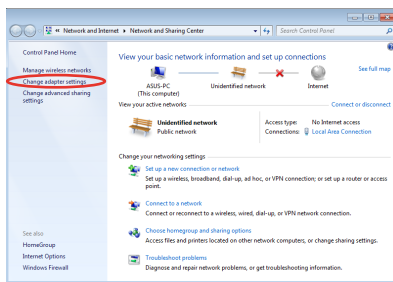 Network and Internet
Network and Sharing Center
Search Control Panel
Control Panel Home
Manage wireless networks
Change adapter settings
Change advanced sharing
settings
View your basic network information and set up connections
See full map
ASUS-PC
(This computer)
Unidentified network
Internet
View your active networks
Connect or disconnect
Unidentified network
Public network
Access type:
No Internet access
Connections:
Local Area Connection
Change your networking settings
Set up a new connection or network
Set up a wireless, broadband, dial-up, ad hoc, or VPN connection; or set up a router or access
point.
Connect to a network
Connect or reconnect to a wireless, wired, dial-up, or VPN network connection.
Choose homegroup and sharing options
Access files and printers located on other network computers, or change sharing settings.
Troubleshoot problems
Diagnose and repair network problems, or get troubleshooting information.
See also
HomeGroup
Internet Options
Windows Firewall